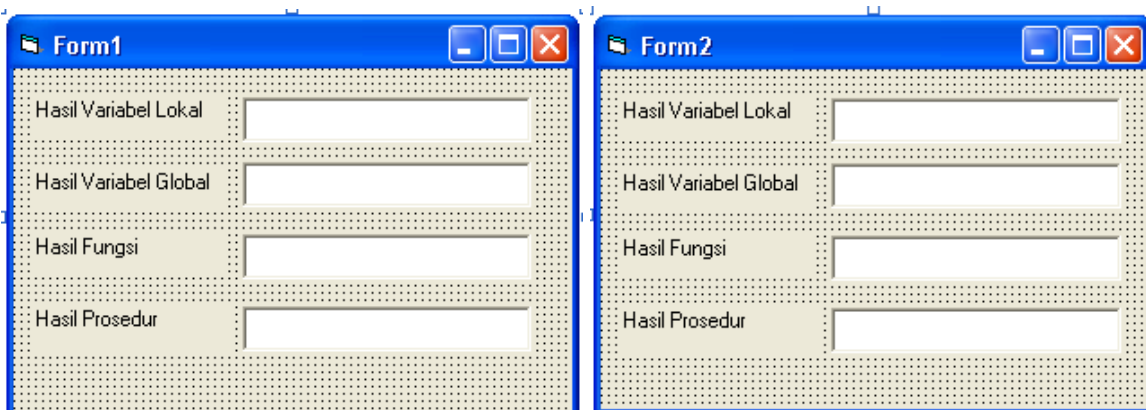 Form1
Hasil Variabel Lokal
Hasil Variabel Global
Hasil Fungsi
Hasil Prosedur
Form2
Hasil Variabel Lokal
Hasil Variabel Global
Hasil Fungsi
Hasil Prosedur